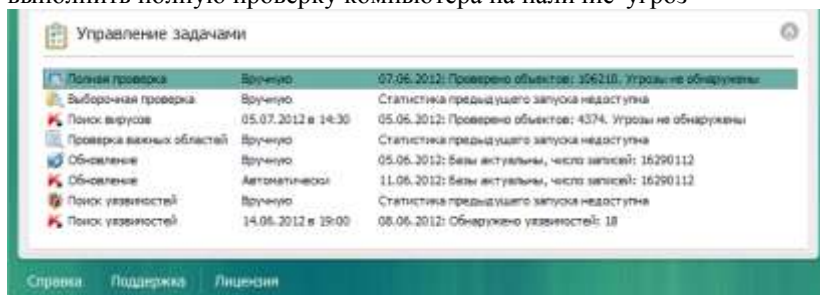 выполнить полную проверку компьютера на наличие угроз
Управление задачами
Полная проверка Вручную 07.06.2012: Проверено объектов: 106218. Угрозы не обнаружены
Выборочная проверка Вручную Статистика предыдущего запуска недоступна
Поиск вирусов 05.07.2012 в 14:30 05.06.2012: Проверено объектов: 4374. Угрозы не обнаружены
Проверка важных областей Вручную Статистика предыдущего запуска недоступна
Обновление Вручную 05.06.2012: Базы актуальны, число записей: 16290112
Обновление Автоматически 11.06.2012: Базы актуальны, число записей: 16290112
Поиск уязвимостей Вручную Статистика предыдущего запуска недоступна
Поиск уязвимостей 14.06.2012 в 19:00 08.06.2012: Обнаружено уязвимостей: 18
Справка Поддержка Лицензия